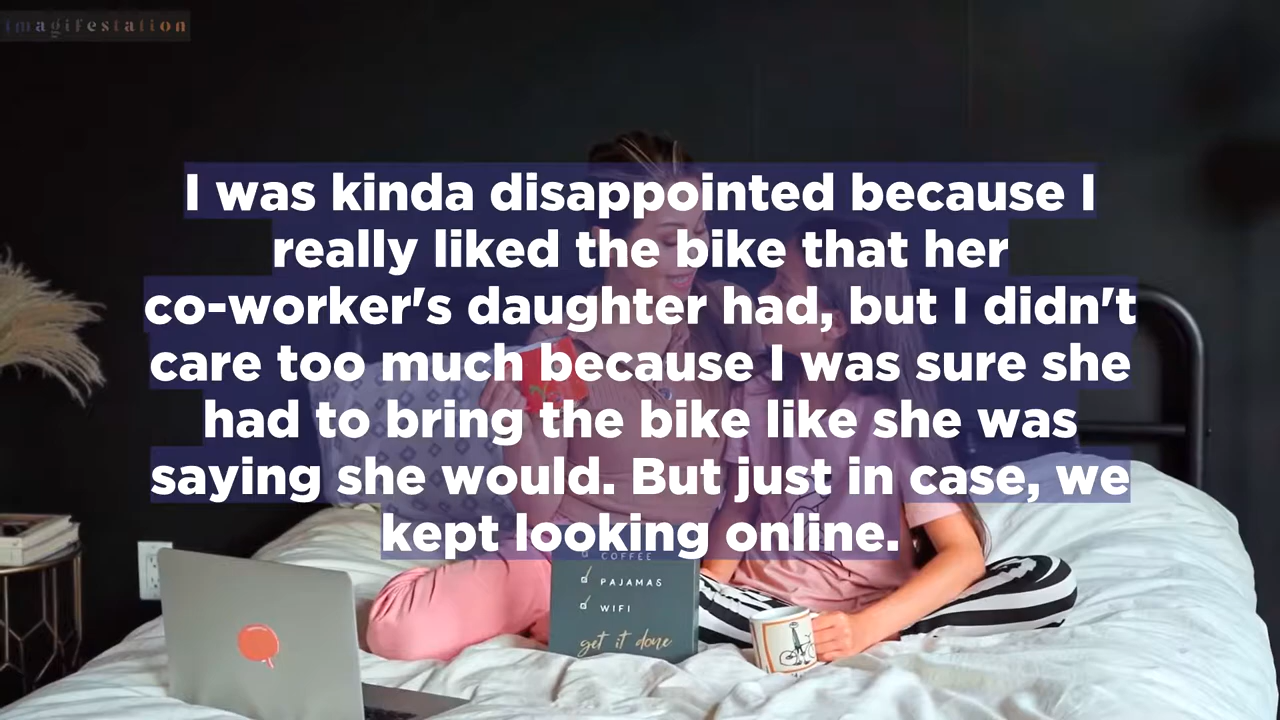 imagifestation
I was kinda disappointed because I
really liked the bike that her
co-worker's daughter had, but I didn't
care too much because I was sure she
had to bring the bike like she was
saying she would. But just in case, we
kept looking online.
COFFEE
PAJAMAS
WIFI
get it done